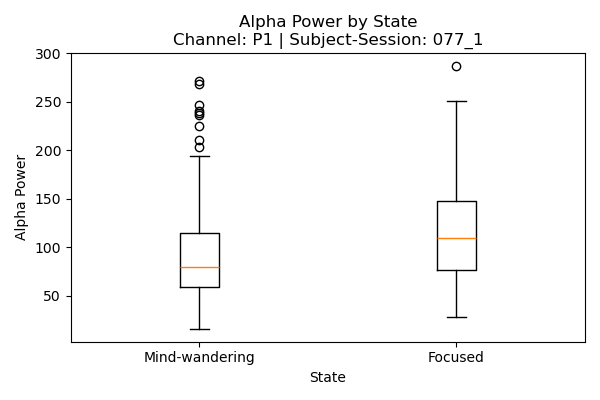 Alpha Power by State
Channel: P1 | Subject-Session: 077_1
300
250
200
150
100
50
Alpha Power
Mind-wandering
Focused
State